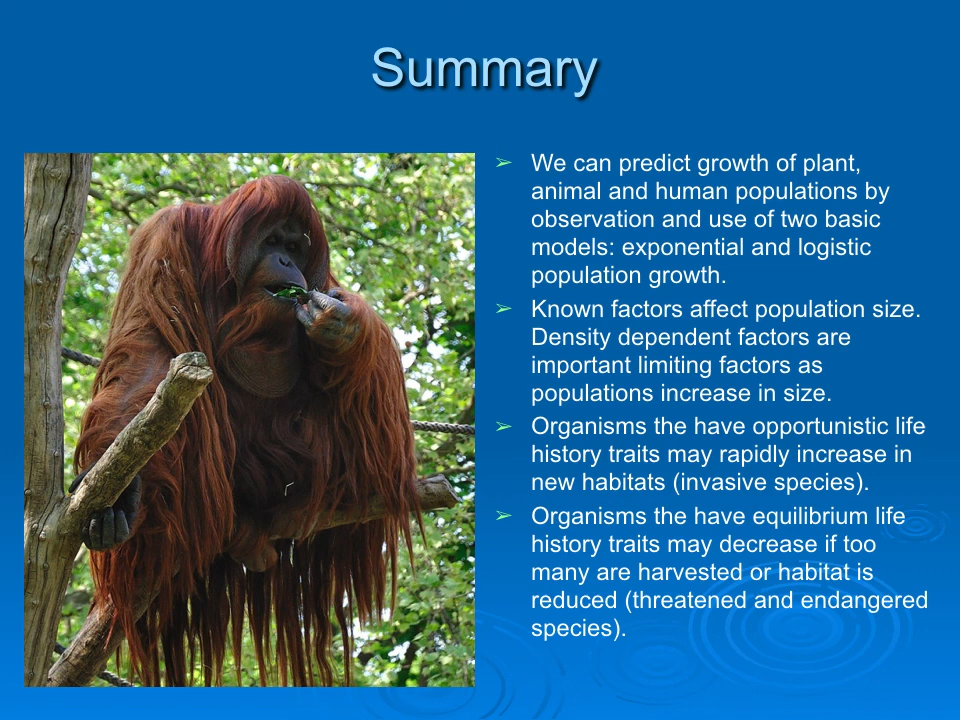 Summary
➢ We can predict growth of plant,
animal and human populations by
observation and use of two basic
models: exponential and logistic
population growth.
➢ Known factors affect population size.
Density dependent factors are
important limiting factors as
populations increase in size.
➢ Organisms the have opportunistic life
history traits may rapidly increase in
new habitats (invasive species).
➢ Organisms the have equilibrium life
history traits may decrease if too
many are harvested or habitat is
reduced (threatened and endangered
species).